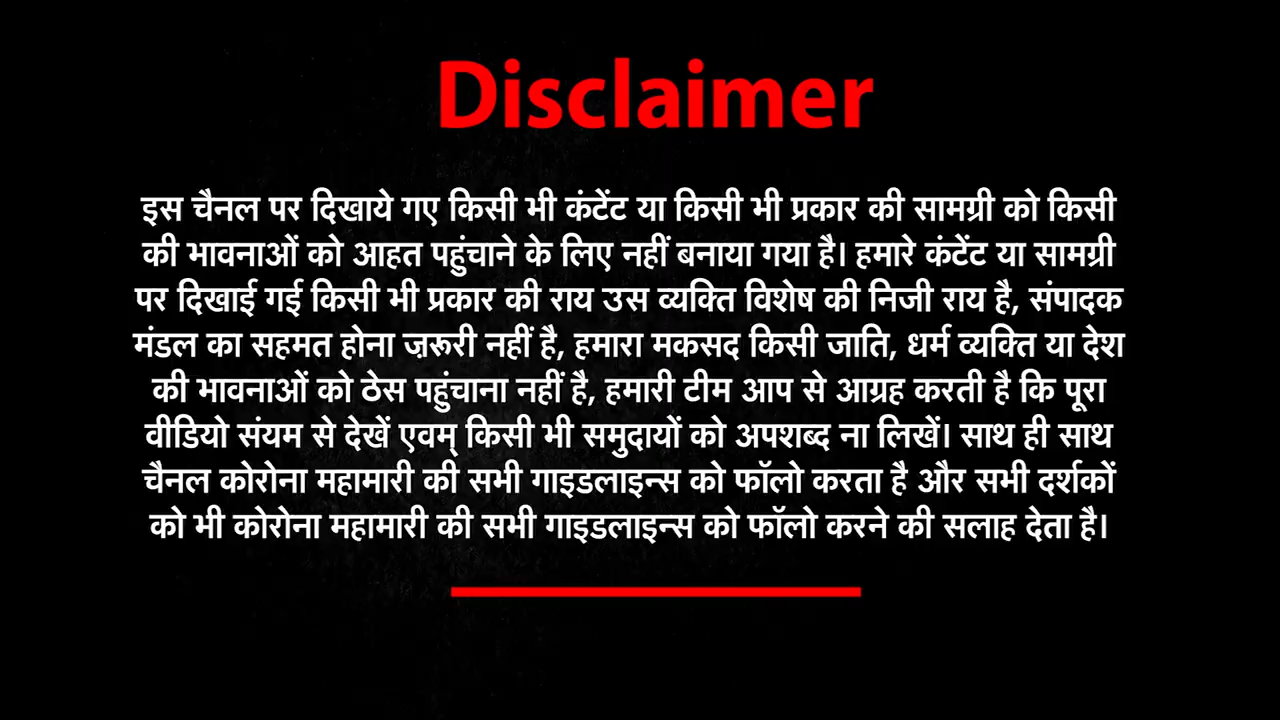 Disclaimer
इस चैनल पर दिखाये गए किसी भी कंटेंट या किसी भी प्रकार की सामग्री को किसी
की भावनाओं को आहत पहुंचाने के लिए नहीं बनाया गया है। हमारे कंटेंट या सामग्री
पर दिखाई गई किसी भी प्रकार की राय उस व्यक्ति विशेष की निजी राय है, संपादक
मंडल का सहमत होना ज़रूरी नहीं है, हमारा मकसद किसी जाति, धर्म व्यक्ति या देश
की भावनाओं को ठेस पहुंचाना नहीं है, हमारी टीम आप से आग्रह करती है कि पूरा
वीडियो संयम से देखें एवम् किसी भी समुदायों को अपशब्द ना लिखें। साथ ही साथ
चैनल कोरोना महामारी की सभी गाइडलाइन्स को फॉलो करता है और सभी दर्शकों
को भी कोरोना महामारी की सभी गाइडलाइन्स को फॉलो करने की सलाह देता है।